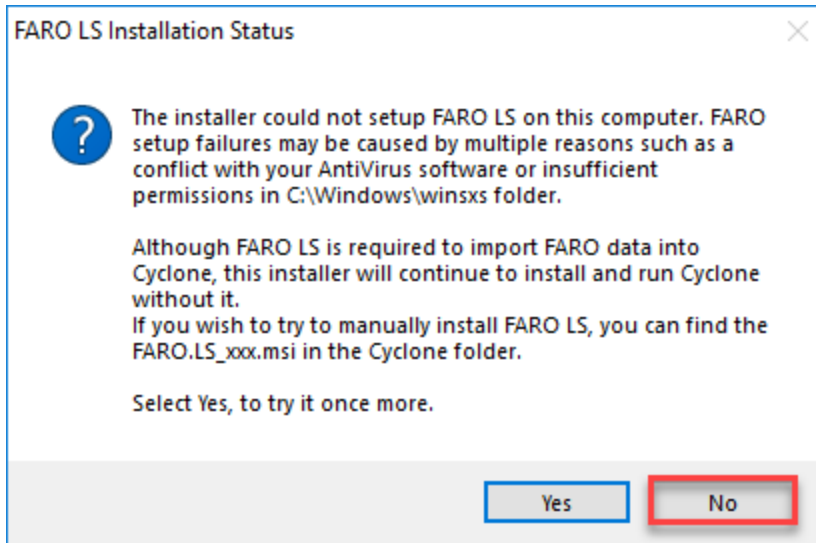 FARO LS Installation Status
?
The installer could not setup FARO LS on this computer. FARO
setup failures may be caused by multiple reasons such as a
conflict with your AntiVirus software or insufficient
permissions in C:\Windows\winsxs folder.
Although FARO LS is required to import FARO data into
Cyclone, this installer will continue to install and run Cyclone
without it.
If you wish to try to manually install FARO LS, you can find the
FARO.LS_xxx.msi in the Cyclone folder.
Select Yes, to try it once more.
Yes
No